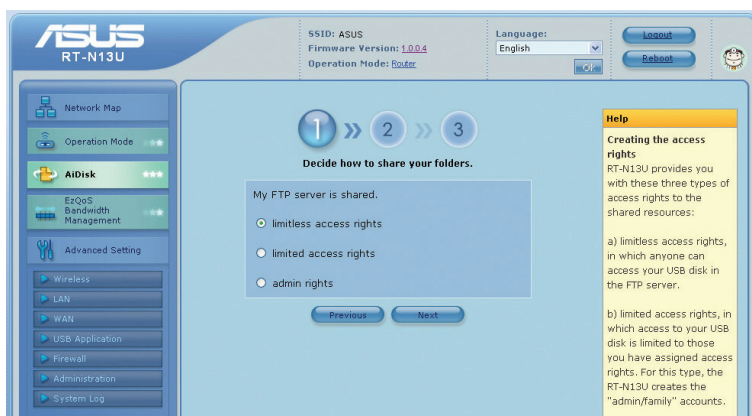 ASUS
RT-N13U
SSID: ASUS
Firmware Version: 1.0.0.4
Operation Mode: Router
Language:
English
OK
Logout
Reboot
Network Map
Operation Mode
AiDisk
EzQoS
Bandwidth
Management
Advanced Setting
Wireless
LAN
WAN
USB Application
Firewall
Administration
System Log
1 » 2 » 3
Decide how to share your folders.
My FTP server is shared.
limitless access rights
limited access rights
admin rights
Previous
Next
Help
Creating the access
rights
RT-N13U provides you
with these three types of
access rights to the
shared resources:
a) limitless access rights,
in which anyone can
access your USB disk in
the FTP server.
b) limited access rights, in
which access to your USB
disk is limited to those
you have assigned access
rights. For this type, the
RT-N13U creates the
"admin/family" accounts.